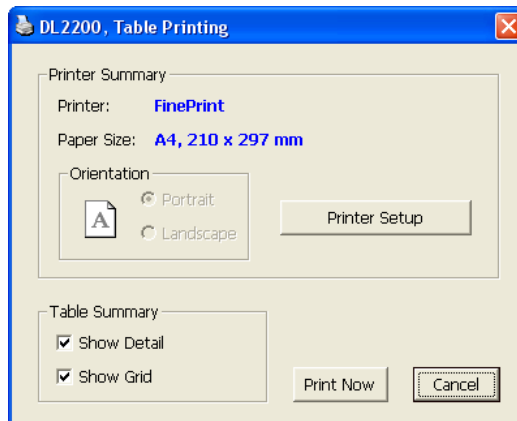 DL2200, Table Printing
Printer Summary
Printer: FinePrint
Paper Size: A4, 210 x 297 mm
Orientation
A
Portrait
Landscape
Printer Setup
Table Summary
Show Detail
Show Grid
Print Now
Cancel